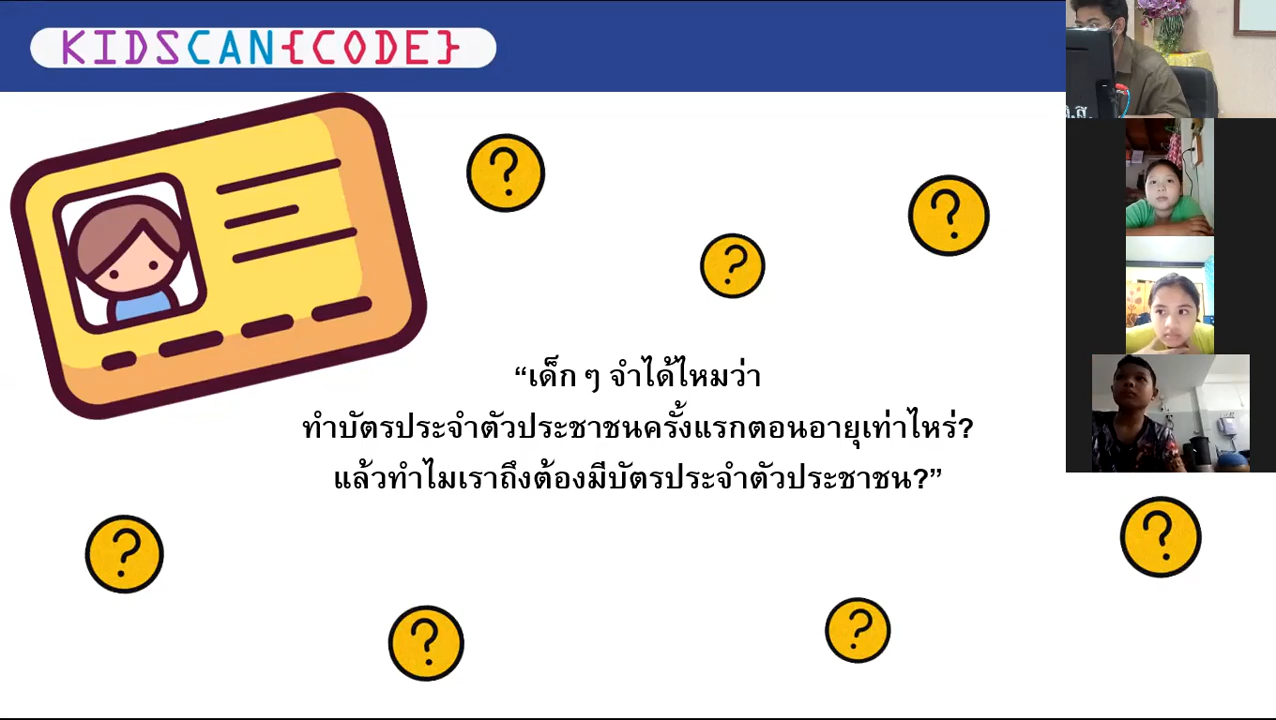 KIDSCAN{CODE}
“เด็ก ๆ จำได้ไหมว่า
ทำบัตรประจำตัวประชาชนครั้งแรกตอนอายุเท่าไหร่?
แล้วทำไมเราถึงต้องมีบัตรประจำตัวประชาชน?”